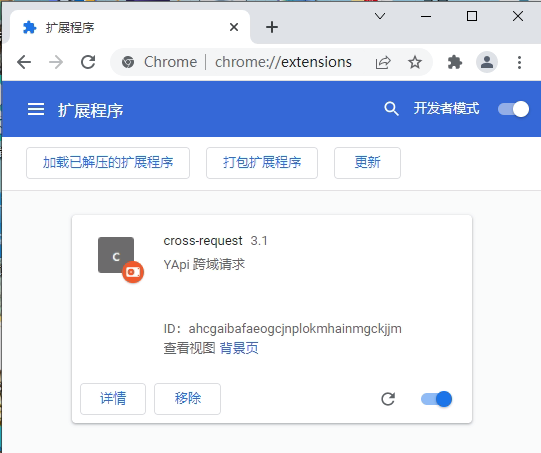 扩展程序
Chrome | chrome://extensions
扩展程序
开发者模式
加载已解压的扩展程序
打包扩展程序
更新
C
cross-request 3.1
YApi 跨域请求
ID：ahcgaibafaeogcjnplokmhainmgckjjm
查看视图 背景页
详情
移除